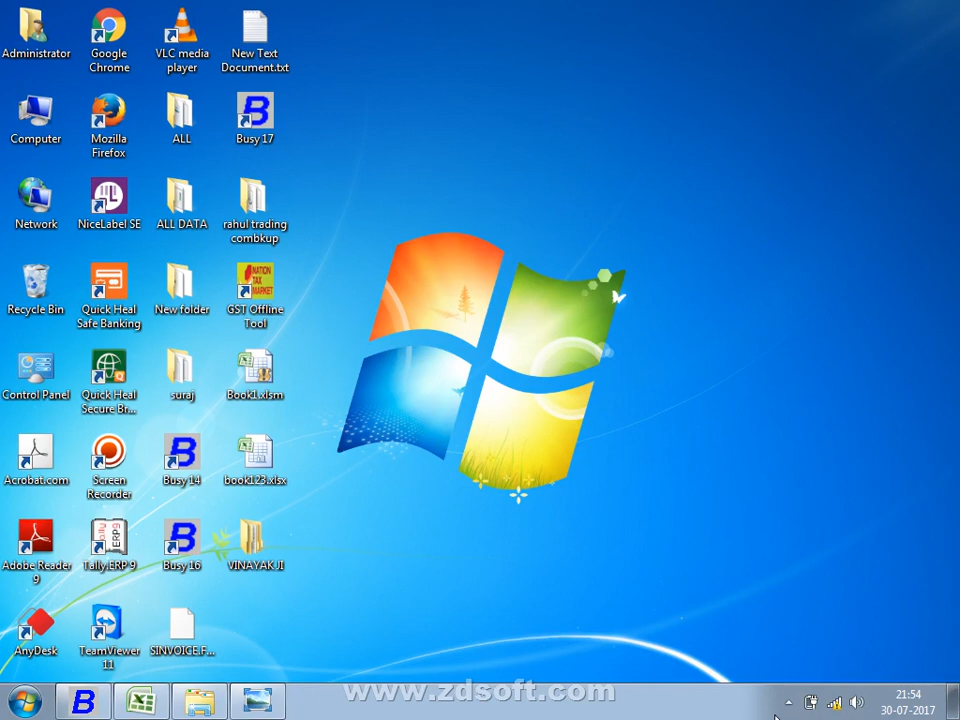 Administrator
Google
Chrome
VLC media
player
New Text
Document.txt
Computer
Mozilla
Firefox
ALL
Busy 17
Network
NiceLabel SE
ALL DATA
rahul trading
combkup
Recycle Bin
Quick Heal
Safe Banking
New folder
NATION
TAX
MARKET
GST Offline
Tool
Control Panel
Quick Heal
Secure Br...
suraj
Book1.xlsm
Acrobat.com
Screen
Recorder
Busy 14
book123.xlsx
Adobe Reader
9
Tally.ERP 9
Busy 16
VINAYAK JI
AnyDesk
TeamViewer
11
SINVOICE.F...
www.zdsoft.com
21:54
30-07-2017